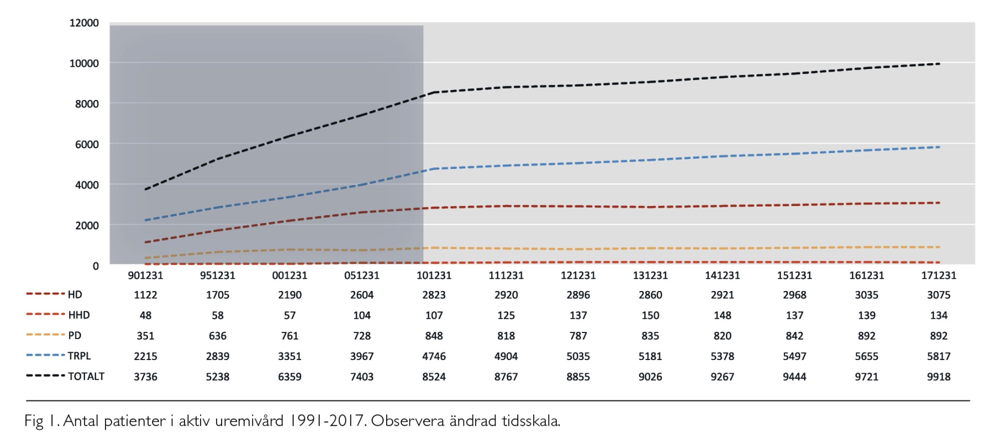 12000
10000
8000
6000
4000
2000
0
901231 951231 001231 051231 101231 111231 121231 131231 141231 151231 161231 171231
HD 1122 1705 2190 2604 2823 2920 2896 2860 2921 2968 3035 3075
HHD 48 58 57 104 107 125 137 150 148 137 139 134
PD 351 636 761 728 848 818 787 835 820 842 892 892
TRPL 2215 2839 3351 3967 4746 4904 5035 5181 5378 5497 5655 5817
TOTALT 3736 5238 6359 7403 8524 8767 8855 9026 9267 9444 9721 9918
Fig 1. Antal patienter i aktiv uremivård 1991-2017. Observera ändrad tidsskala.